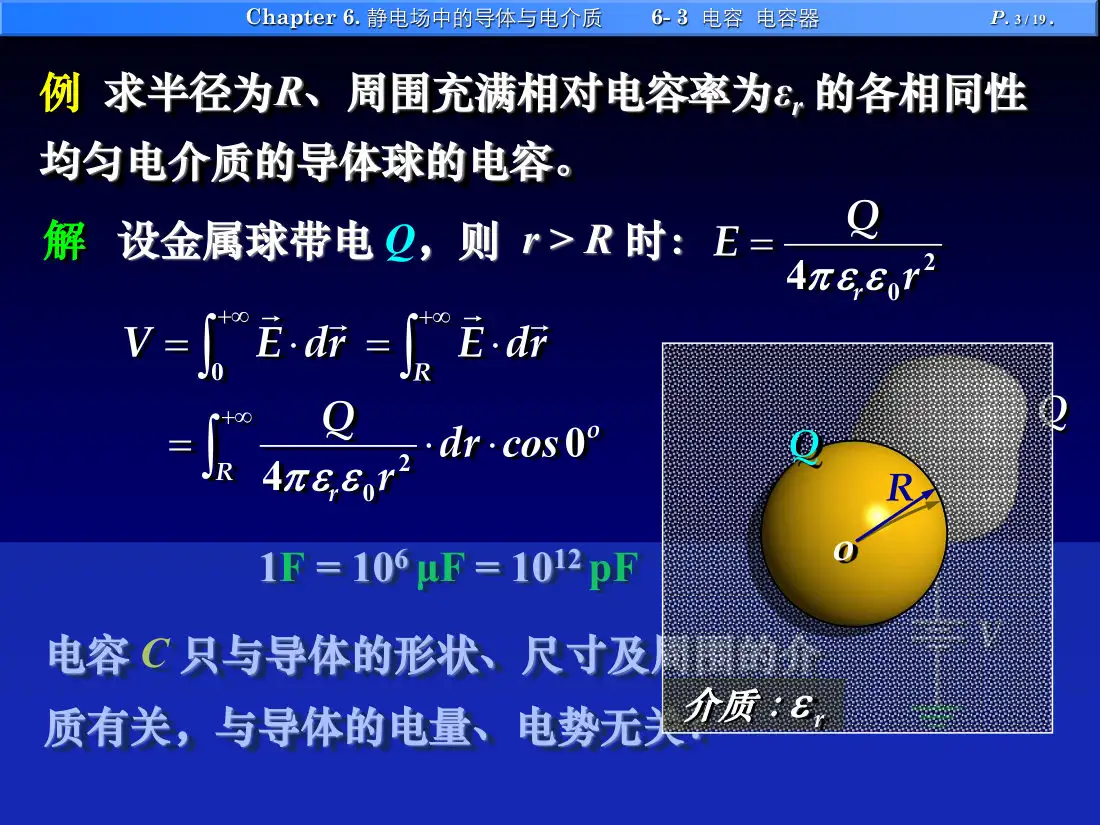 Chapter 6. 静电场中的导体与电介质 6- 3 电容 电容器 P. 3 / 19 .
例 求半径为R、周围充满相对电容率为εr 的各相同性
均匀电介质的导体球的电容。
解 设金属球带电 Q，则 r > R 时： E = Q / 4πεrε0r²
V = ∫0+∞ E⃗ · dr⃗ = ∫R+∞ E⃗ · dr⃗
= ∫R+∞ Q / 4πεrε0r² · dr · cos 0o
Q
Q
R
o
1F = 10⁶ μF = 10¹² pF
V
电容 C 只与导体的形状、尺寸及周围的介
质有关，与导体的电量、电势无关！
介质：εr